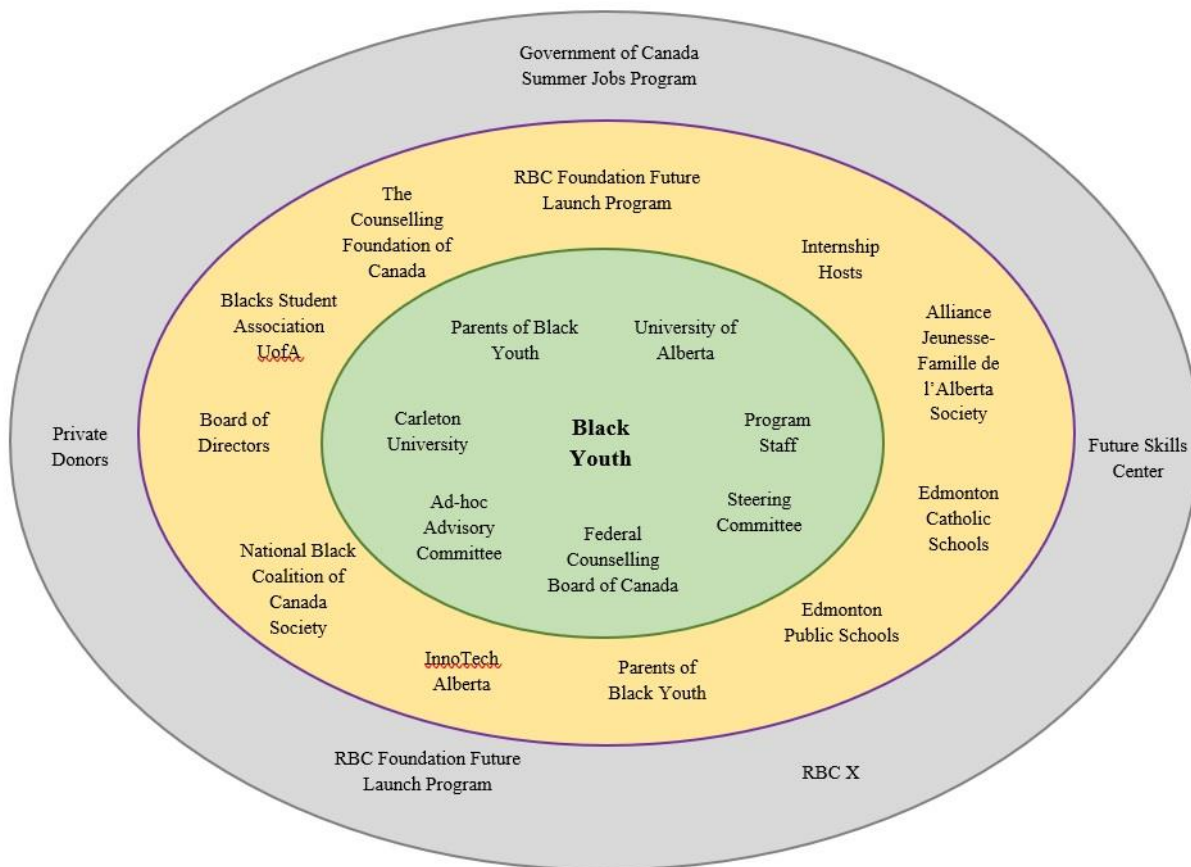 Government of Canada
Summer Jobs Program
RBC Foundation Future
Launch Program
The
Counselling
Foundation of
Canada
Internship
Hosts
Blacks Student
Association
UofA
Alliance
Jeunesse-
Famille de
l’Alberta
Society
Parents of Black
Youth
University of
Alberta
Private
Donors
Board of
Directors
Carleton
University
Black
Youth
Program
Staff
Future Skills
Center
Ad-hoc
Advisory
Committee
Federal
Counselling
Board of Canada
Steering
Committee
Edmonton
Catholic
Schools
National Black
Coalition of
Canada
Society
Edmonton
Public Schools
InnoTech
Alberta
Parents of
Black Youth
RBC Foundation Future
Launch Program
RBC X